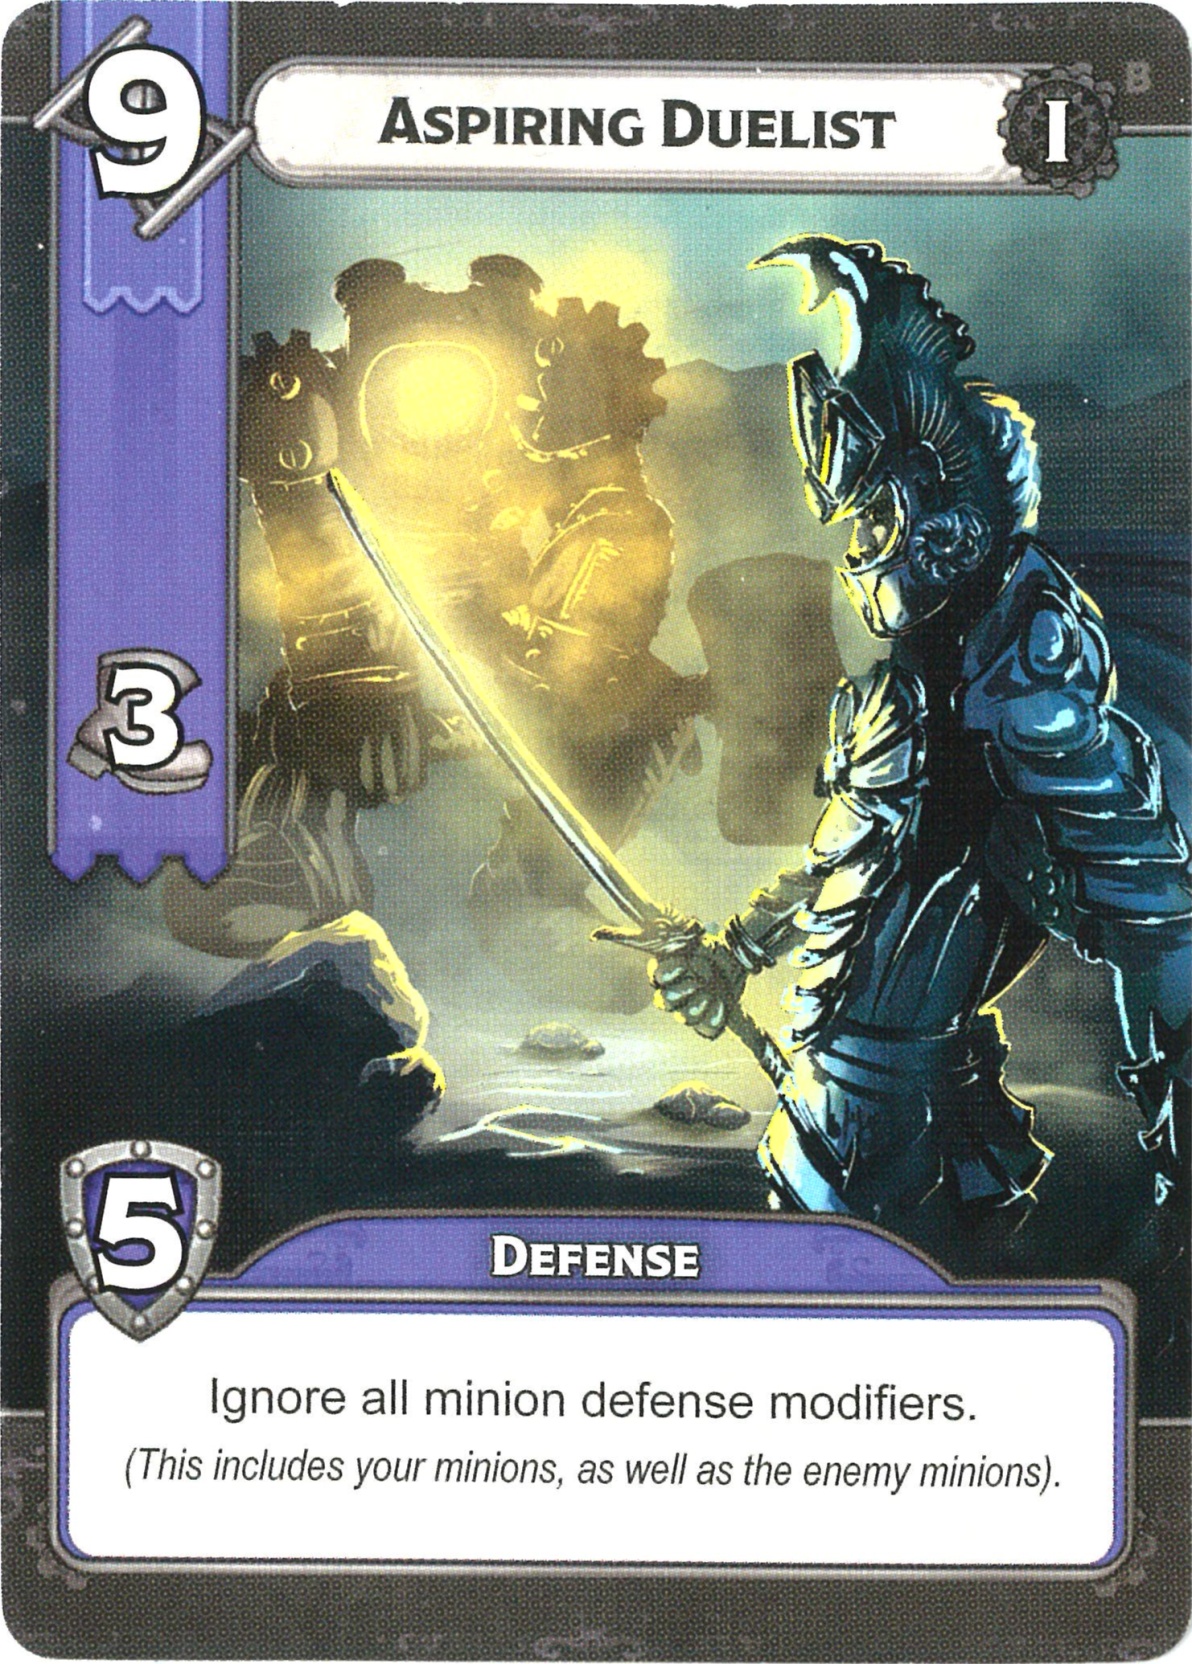 9
ASPIRING DUELIST
I
B
3
5
DEFENSE
Ignore all minion defense modifiers.
(This includes your minions, as well as the enemy minions).